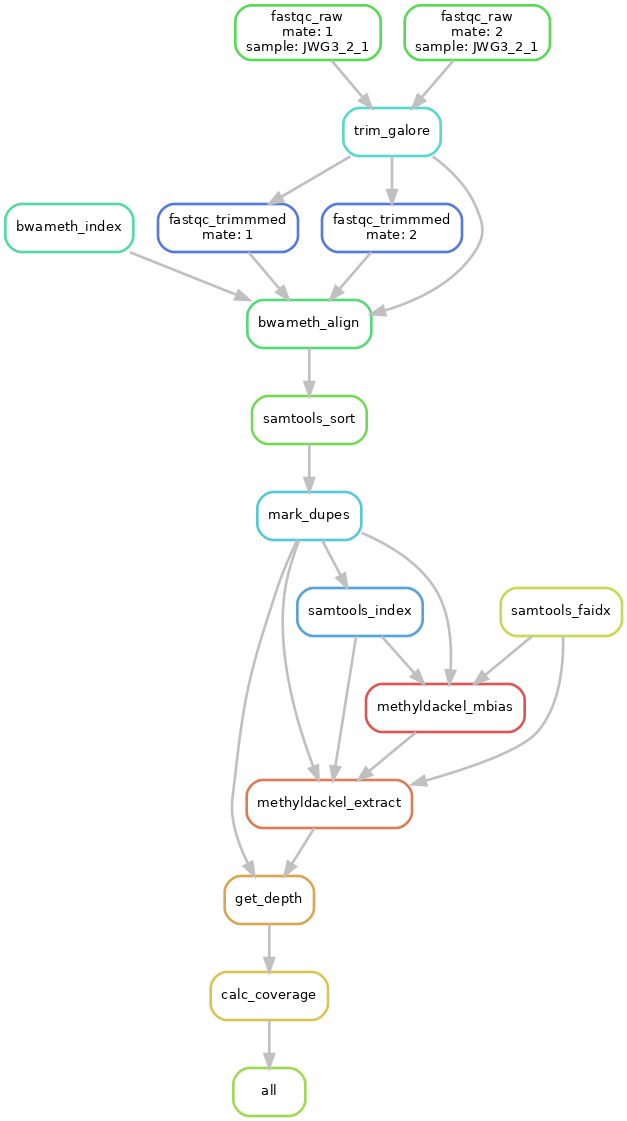 fastqc_raw
mate: 1
sample: JWG3_2_1
fastqc_raw
mate: 2
sample: JWG3_2_1
trim_galore
bwameth_index
fastqc_trimmmed
mate: 1
fastqc_trimmmed
mate: 2
bwameth_align
samtools_sort
mark_dupes
samtools_index
samtools_faidx
methyldackel_mbias
methyldackel_extract
get_depth
calc_coverage
all